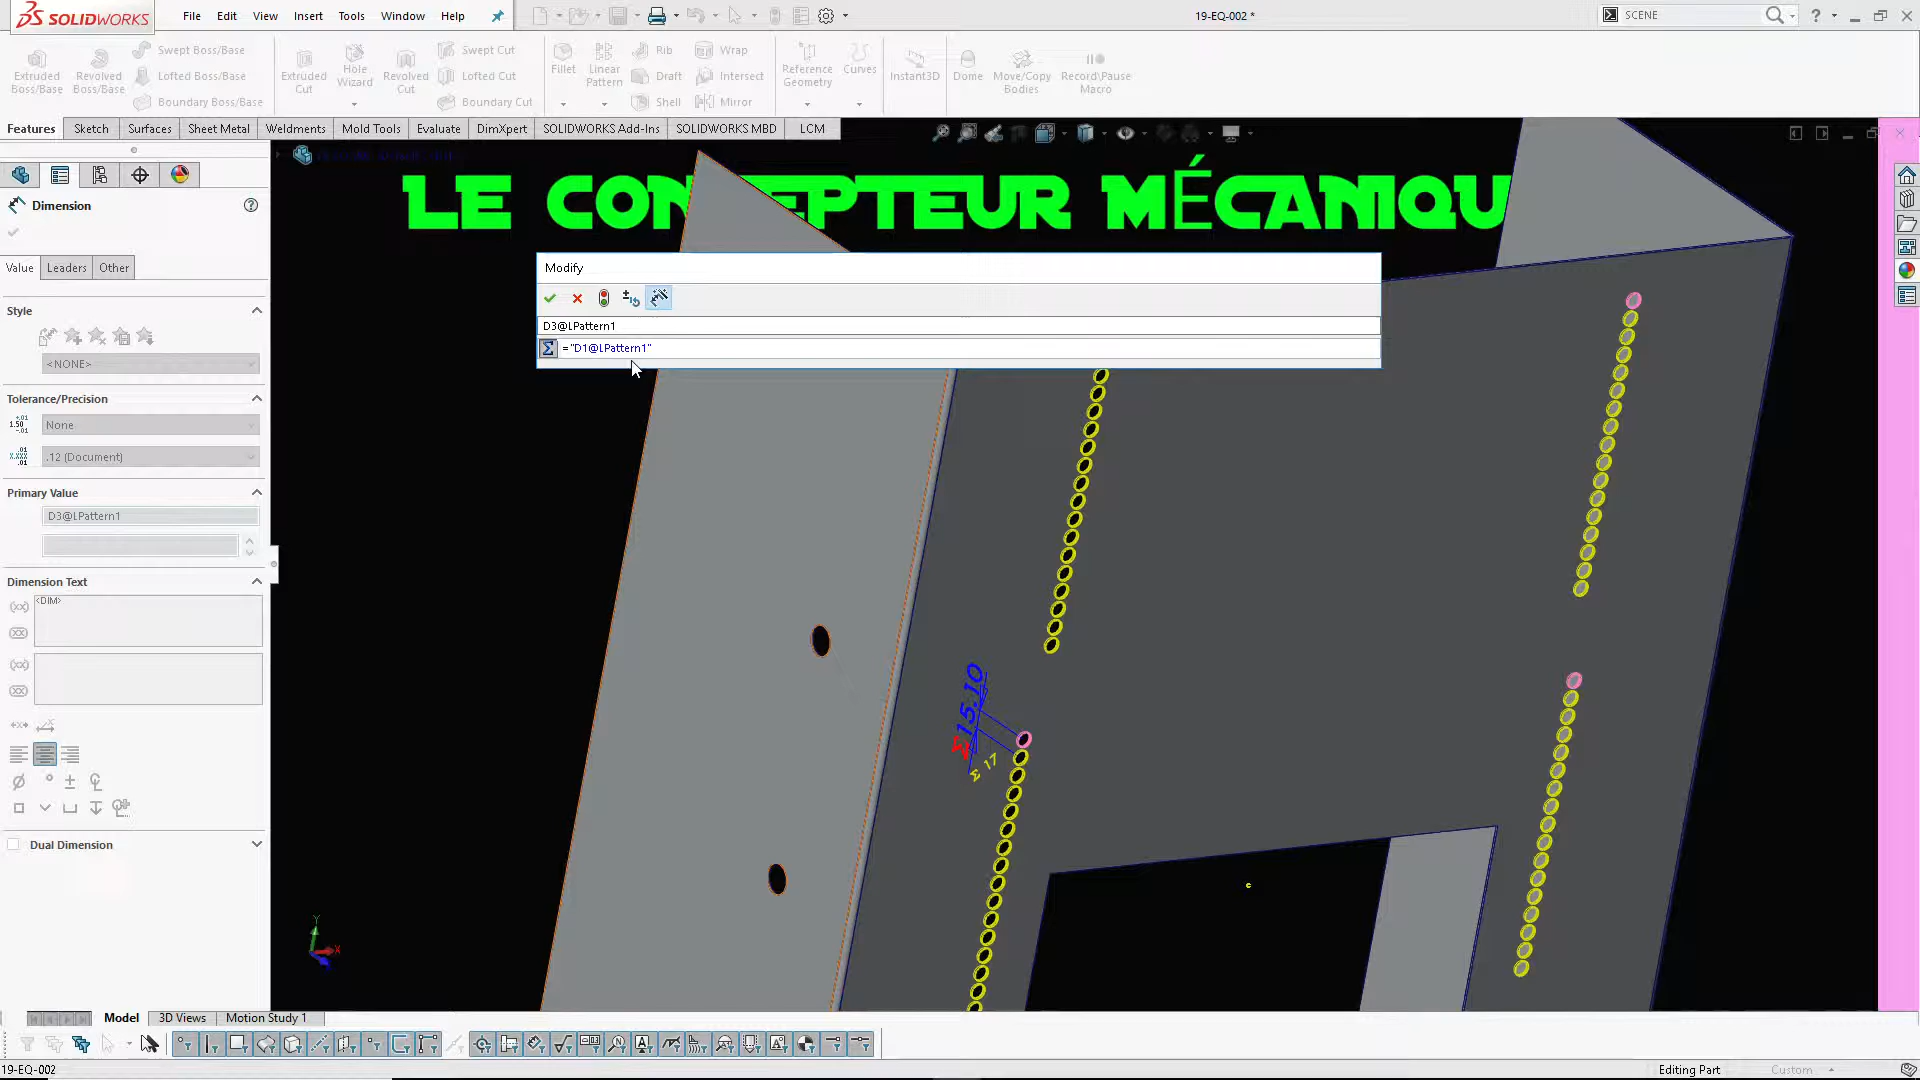 SOLIDWORKS
File Edit View Insert Tools Window Help
19-EQ-002 *
SCENE
Extruded Boss/Base
Revolved Boss/Base
Swept Boss/Base
Lofted Boss/Base
Boundary Boss/Base
Extruded Cut
Hole Wizard
Revolved Cut
Swept Cut
Lofted Cut
Boundary Cut
Fillet
Linear Pattern
Rib
Draft
Shell
Wrap
Intersect
Mirror
Reference Geometry
Curves
Instant3D
Dome
Move/Copy Bodies
Record\Pause Macro
Features Sketch Surfaces Sheet Metal Weldments Mold Tools Evaluate DimXpert SOLIDWORKS Add-Ins SOLIDWORKS MBD LCM
LE CON EPTEUR MÉCANIQU
Dimension
Value Leaders Other
Style
<NONE>
Tolerance/Precision
None
.12 (Document)
Primary Value
D3@LPattern1
Dimension Text
<DIM>
Dual Dimension
Modify
D3@LPattern1
Σ ="D1@LPattern1"
Σ 15.10
Σ 17
Y
X
Model 3D Views Motion Study 1
19-EQ-002
Editing Part
Custom